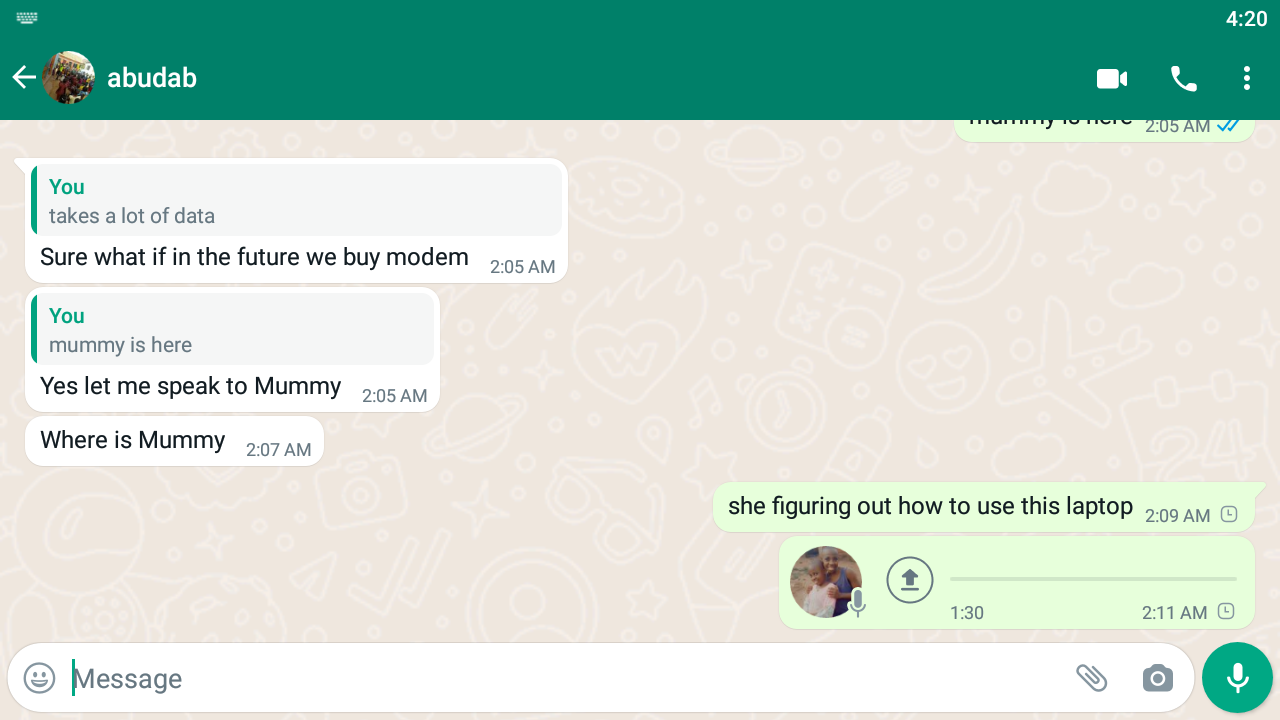 4:20
abudab
mummy is here 2:05 AM
You
takes a lot of data
Sure what if in the future we buy modem 2:05 AM
You
mummy is here
Yes let me speak to Mummy 2:05 AM
Where is Mummy 2:07 AM
she figuring out how to use this laptop 2:09 AM
1:30 2:11 AM
Message